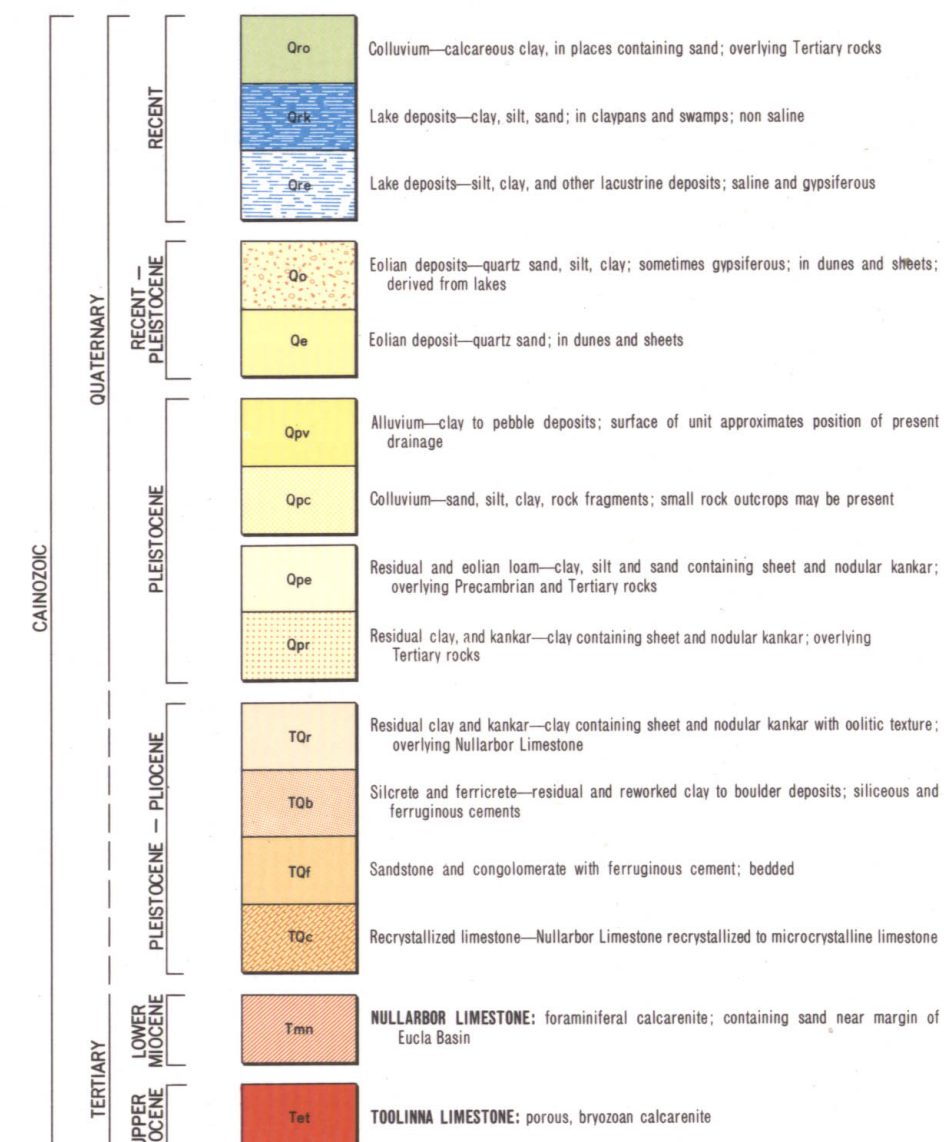 CAINOZOIC
QUATERNARY
RECENT
Qro Colluvium—calcareous clay, in places containing sand; overlying Tertiary rocks
Qrk Lake deposits—clay, silt, sand; in claypans and swamps; non saline
Qre Lake deposits—silt, clay, and other lacustrine deposits; saline and gypsiferous
RECENT –
PLEISTOCENE
Qo Eolian deposits—quartz sand, silt, clay; sometimes gypsiferous; in dunes and sheets;
derived from lakes
Qe Eolian deposit—quartz sand; in dunes and sheets
PLEISTOCENE
Qpv Alluvium—clay to pebble deposits; surface of unit approximates position of present
drainage
Qpc Colluvium—sand, silt, clay, rock fragments; small rock outcrops may be present
Qpe Residual and eolian loam—clay, silt and sand containing sheet and nodular kankar;
overlying Precambrian and Tertiary rocks
Qpr Residual clay, and kankar—clay containing sheet and nodular kankar; overlying
Tertiary rocks
PLEISTOCENE – PLIOCENE
TQr Residual clay and kankar—clay containing sheet and nodular kankar with oolitic texture;
overlying Nullarbor Limestone
TQb Silcrete and ferricrete—residual and reworked clay to boulder deposits; siliceous and
ferruginous cements
TQf Sandstone and congolomerate with ferruginous cement; bedded
TQc Recrystallized limestone—Nullarbor Limestone recrystallized to microcrystalline limestone
TERTIARY
LOWER
MIOCENE
Tmn NULLARBOR LIMESTONE: foraminiferal calcarenite; containing sand near margin of
Eucla Basin
UPPER
Tet TOOLINNA LIMESTONE: porous, bryozoan calcarenite